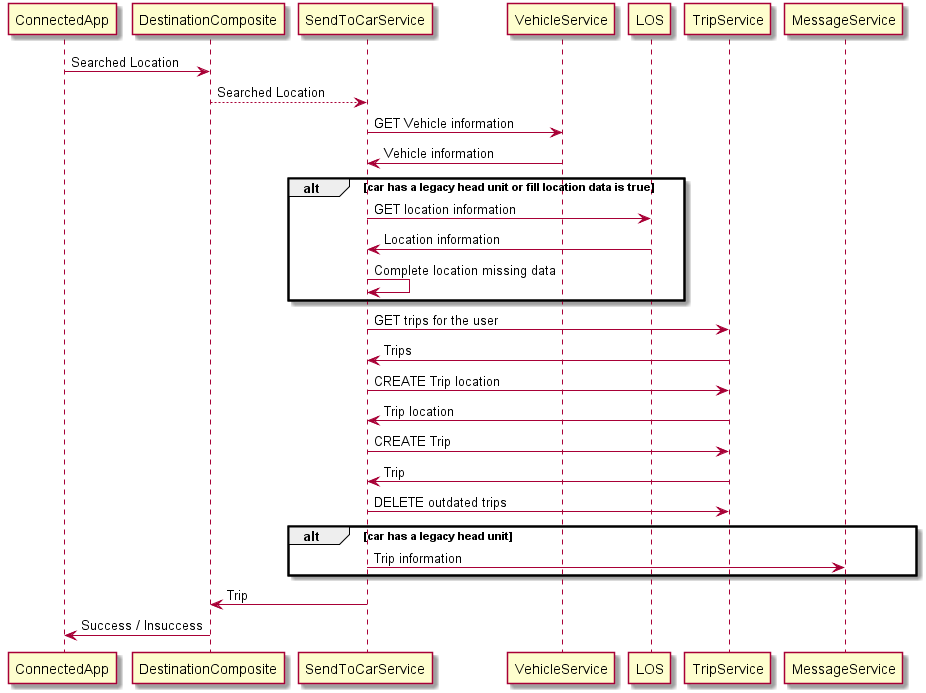 ConnectedApp DestinationComposite SendToCarService VehicleService LOS TripService MessageService
Searched Location
Searched Location
GET Vehicle information
Vehicle information
alt [car has a legacy head unit or fill location data is true]
GET location information
Location information
Complete location missing data
GET trips for the user
Trips
CREATE Trip location
Trip location
CREATE Trip
Trip
DELETE outdated trips
alt [car has a legacy head unit]
Trip information
Trip
Success / Insuccess
ConnectedApp DestinationComposite SendToCarService VehicleService LOS TripService MessageService